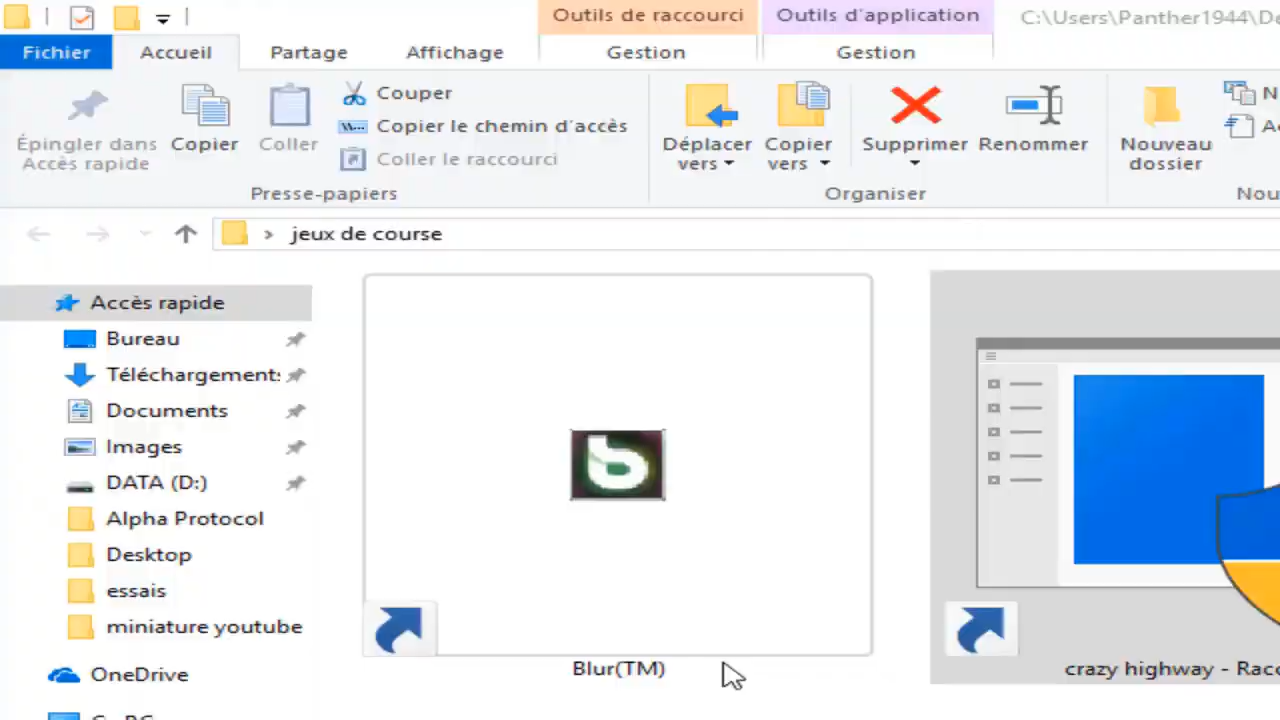 Outils de raccourci
Outils d'application
C:\Users\Panther1944\De
Fichier
Accueil
Partage
Affichage
Gestion
Gestion
Épingler dans
Accès rapide
Copier
Coller
Couper
Copier le chemin d'accès
Coller le raccourci
Déplacer
vers
Copier
vers
Supprimer
Renommer
Nouveau
dossier
Presse-papiers
Organiser
Nou
jeux de course
Accès rapide
Bureau
Téléchargements
Documents
Images
DATA (D:)
Alpha Protocol
Desktop
essais
miniature youtube
OneDrive
Blur(TM)
crazy highway - Raco